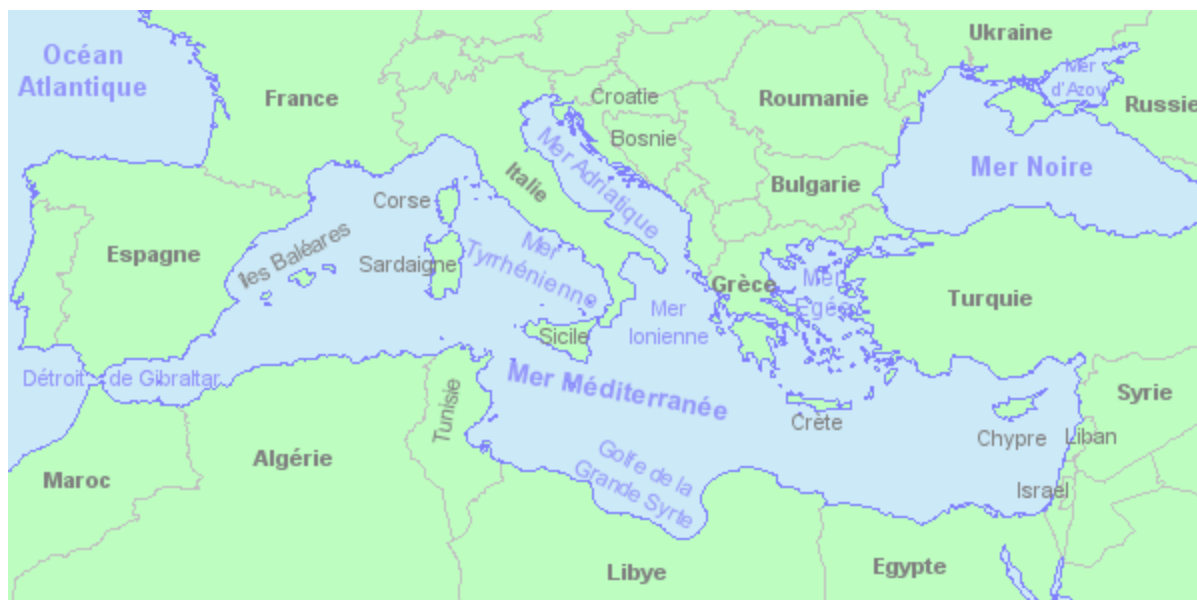 Océan
Atlantique
France
Ukraine
Mer
d'Azov
Russie
Croatie
Roumanie
Bosnie
Mer Adriatique
Italie
Mer Noire
Bulgarie
Corse
Espagne
Iles Baléares
Sardaigne
Mer
Tyrrhénienne
Grèce
Mer
Egée
Turquie
Mer
Ionienne
Sicile
Détroit de Gibraltar
Mer Méditerranée
Tunisie
Syrie
Crète
Chypre
Liban
Algérie
Maroc
Golfe de la
Grande Syrte
Israel
Libye
Egypte